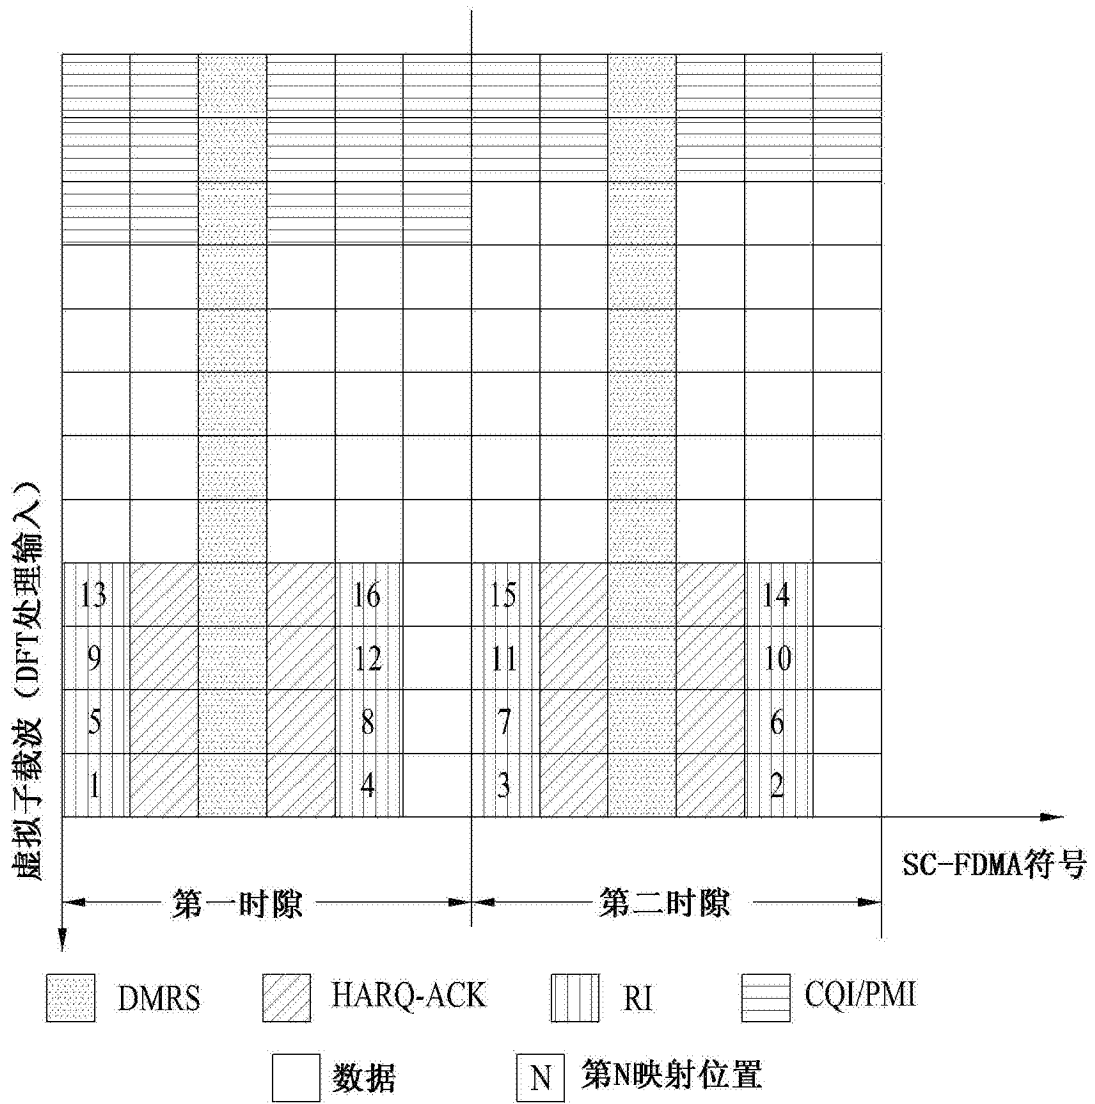 虚拟子载波（DFT处理输入）
13 16 15 14
9 12 11 10
5 8 7 6
1 4 3 2
SC-FDMA符号
第一时隙 第二时隙
DMRS HARQ-ACK RI CQI/PMI
数据 N 第N映射位置